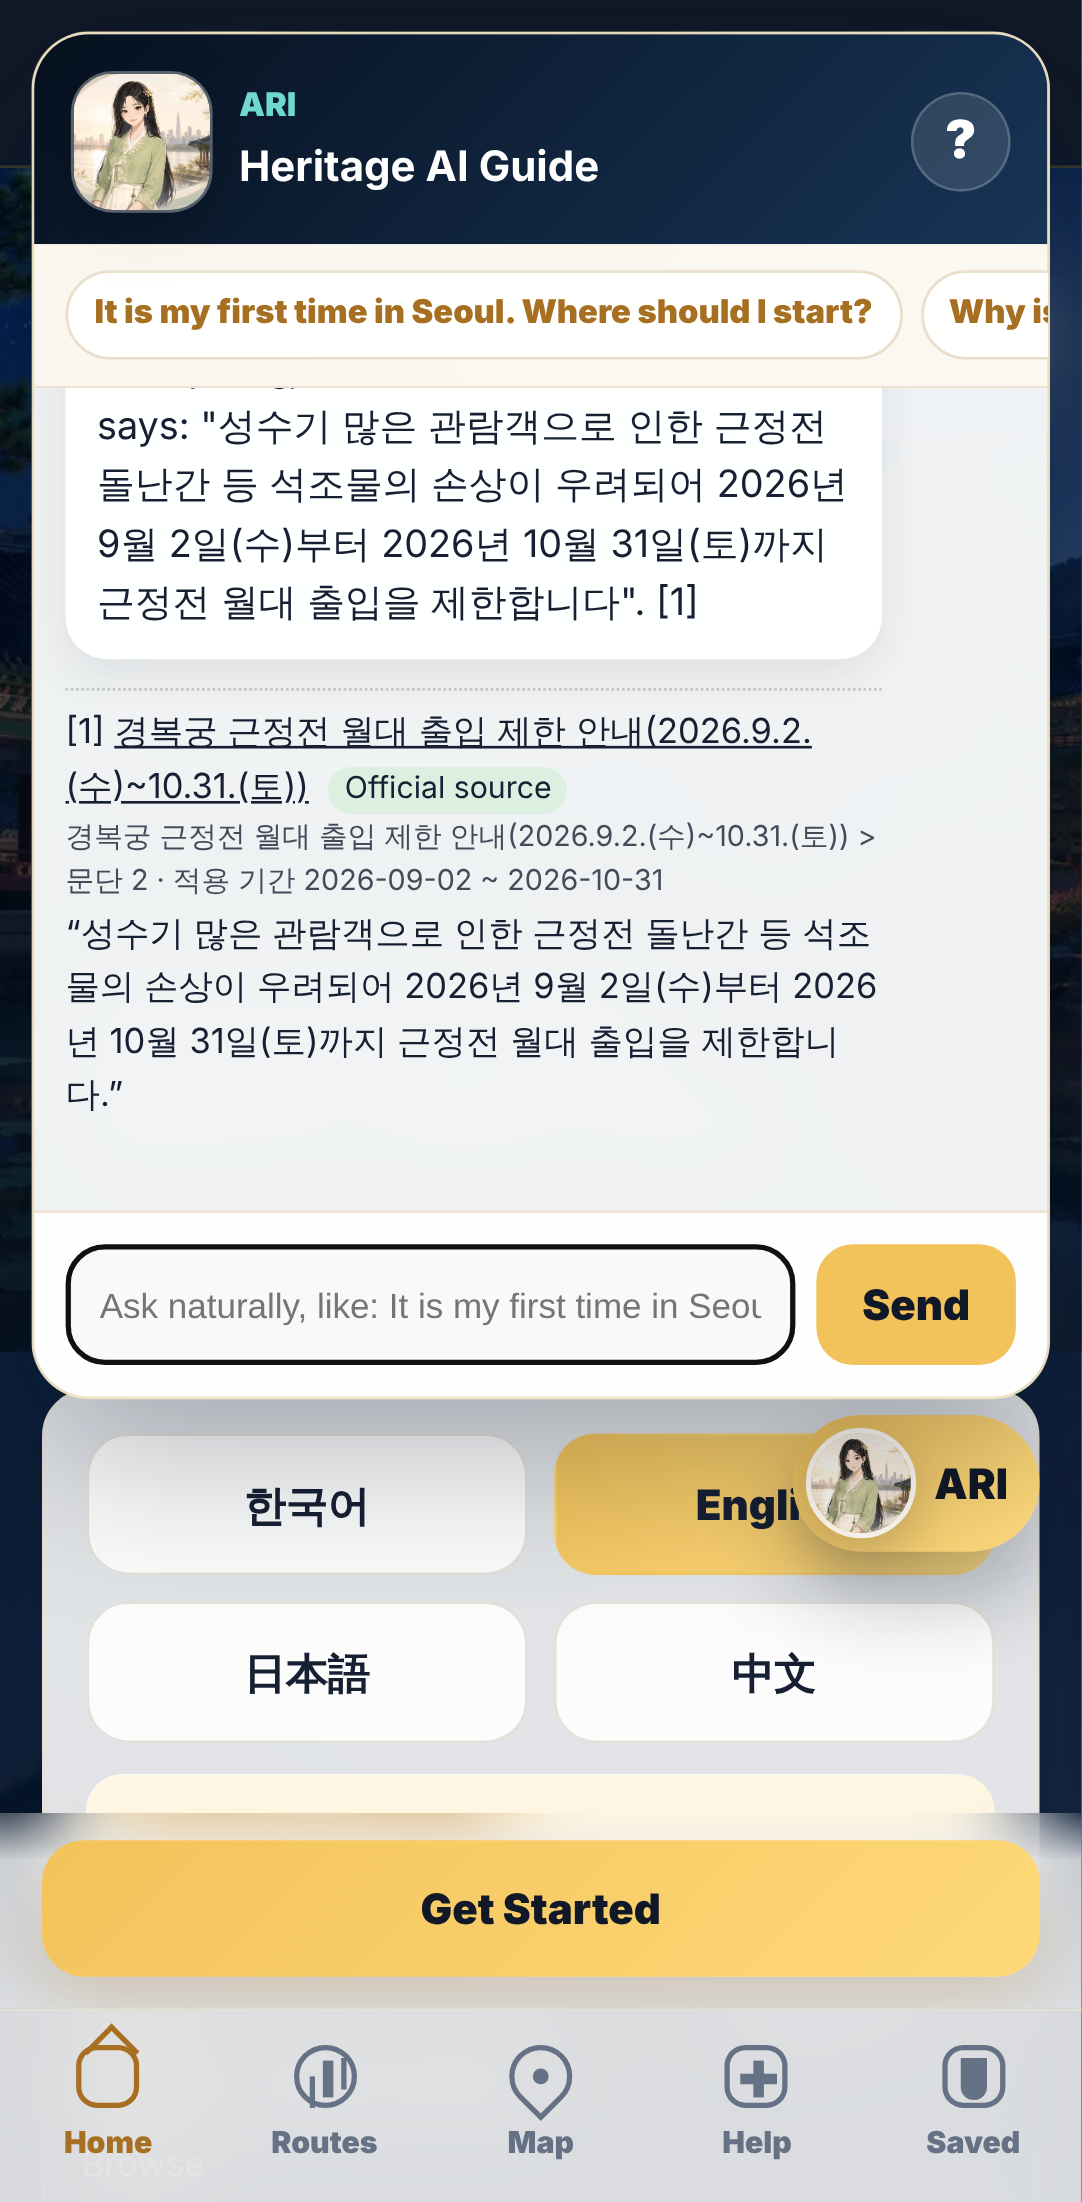 ARI
Heritage AI Guide
?
It is my first time in Seoul. Where should I start?
Why is
says: "성수기 많은 관람객으로 인한 근정전
돌난간 등 석조물의 손상이 우려되어 2026년
9월 2일(수)부터 2026년 10월 31일(토)까지
근정전 월대 출입을 제한합니다". [1]
[1] 경복궁 근정전 월대 출입 제한 안내(2026.9.2.
(수)~10.31.(토)) Official source
경복궁 근정전 월대 출입 제한 안내(2026.9.2.(수)~10.31.(토)) >
문단 2 · 적용 기간 2026-09-02 ~ 2026-10-31
“성수기 많은 관람객으로 인한 근정전 돌난간 등 석조
물의 손상이 우려되어 2026년 9월 2일(수)부터 2026
년 10월 31일(토)까지 근정전 월대 출입을 제한합니
다.”
Ask naturally, like: It is my first time in Seou
Send
한국어
Engli
ARI
日本語
中文
Get Started
Home
Routes
Map
Help
Saved
Browse